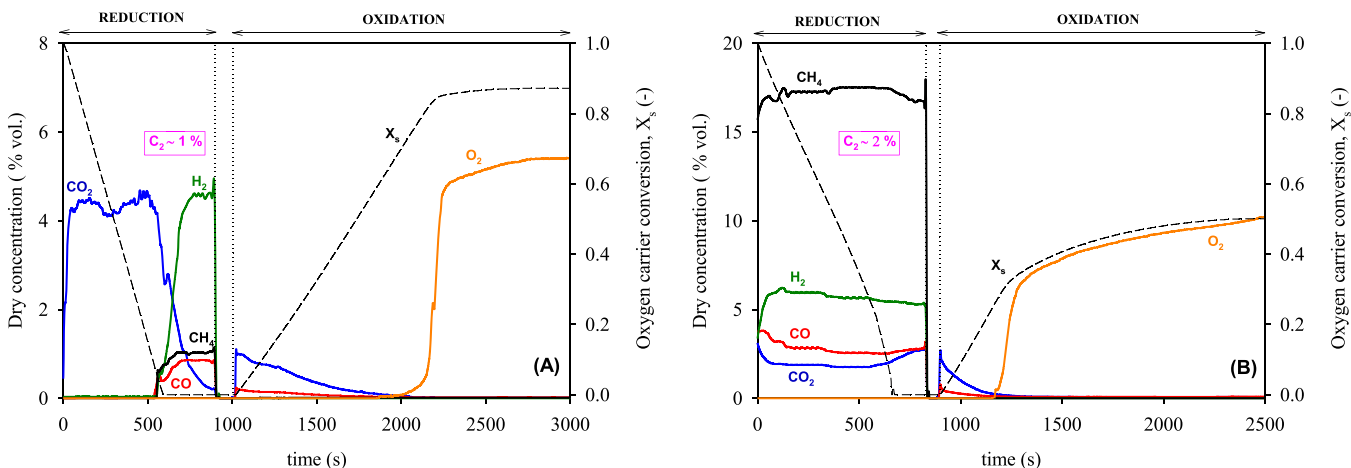 REDUCTION
OXIDATION
8
6
4
2
0
1.0
0.8
0.6
0.4
0.2
0.0
C₂ ~ 1 %
Xₛ
O₂
CO₂
H₂
CH₄
CO
(A)
0
500
1000
1500
2000
2500
3000
time (s)
Dry concentration ( % vol.)
Oxygen carrier conversion, Xₛ (-)
REDUCTION
OXIDATION
20
15
10
5
0
1.0
0.8
0.6
0.4
0.2
0.0
CH₄
C₂ ~ 2 %
H₂
Xₛ
O₂
CO
CO₂
(B)
0
500
1000
1500
2000
2500
time (s)
Dry concentration ( % vol.)
Oxygen carrier conversion, Xₛ (-)